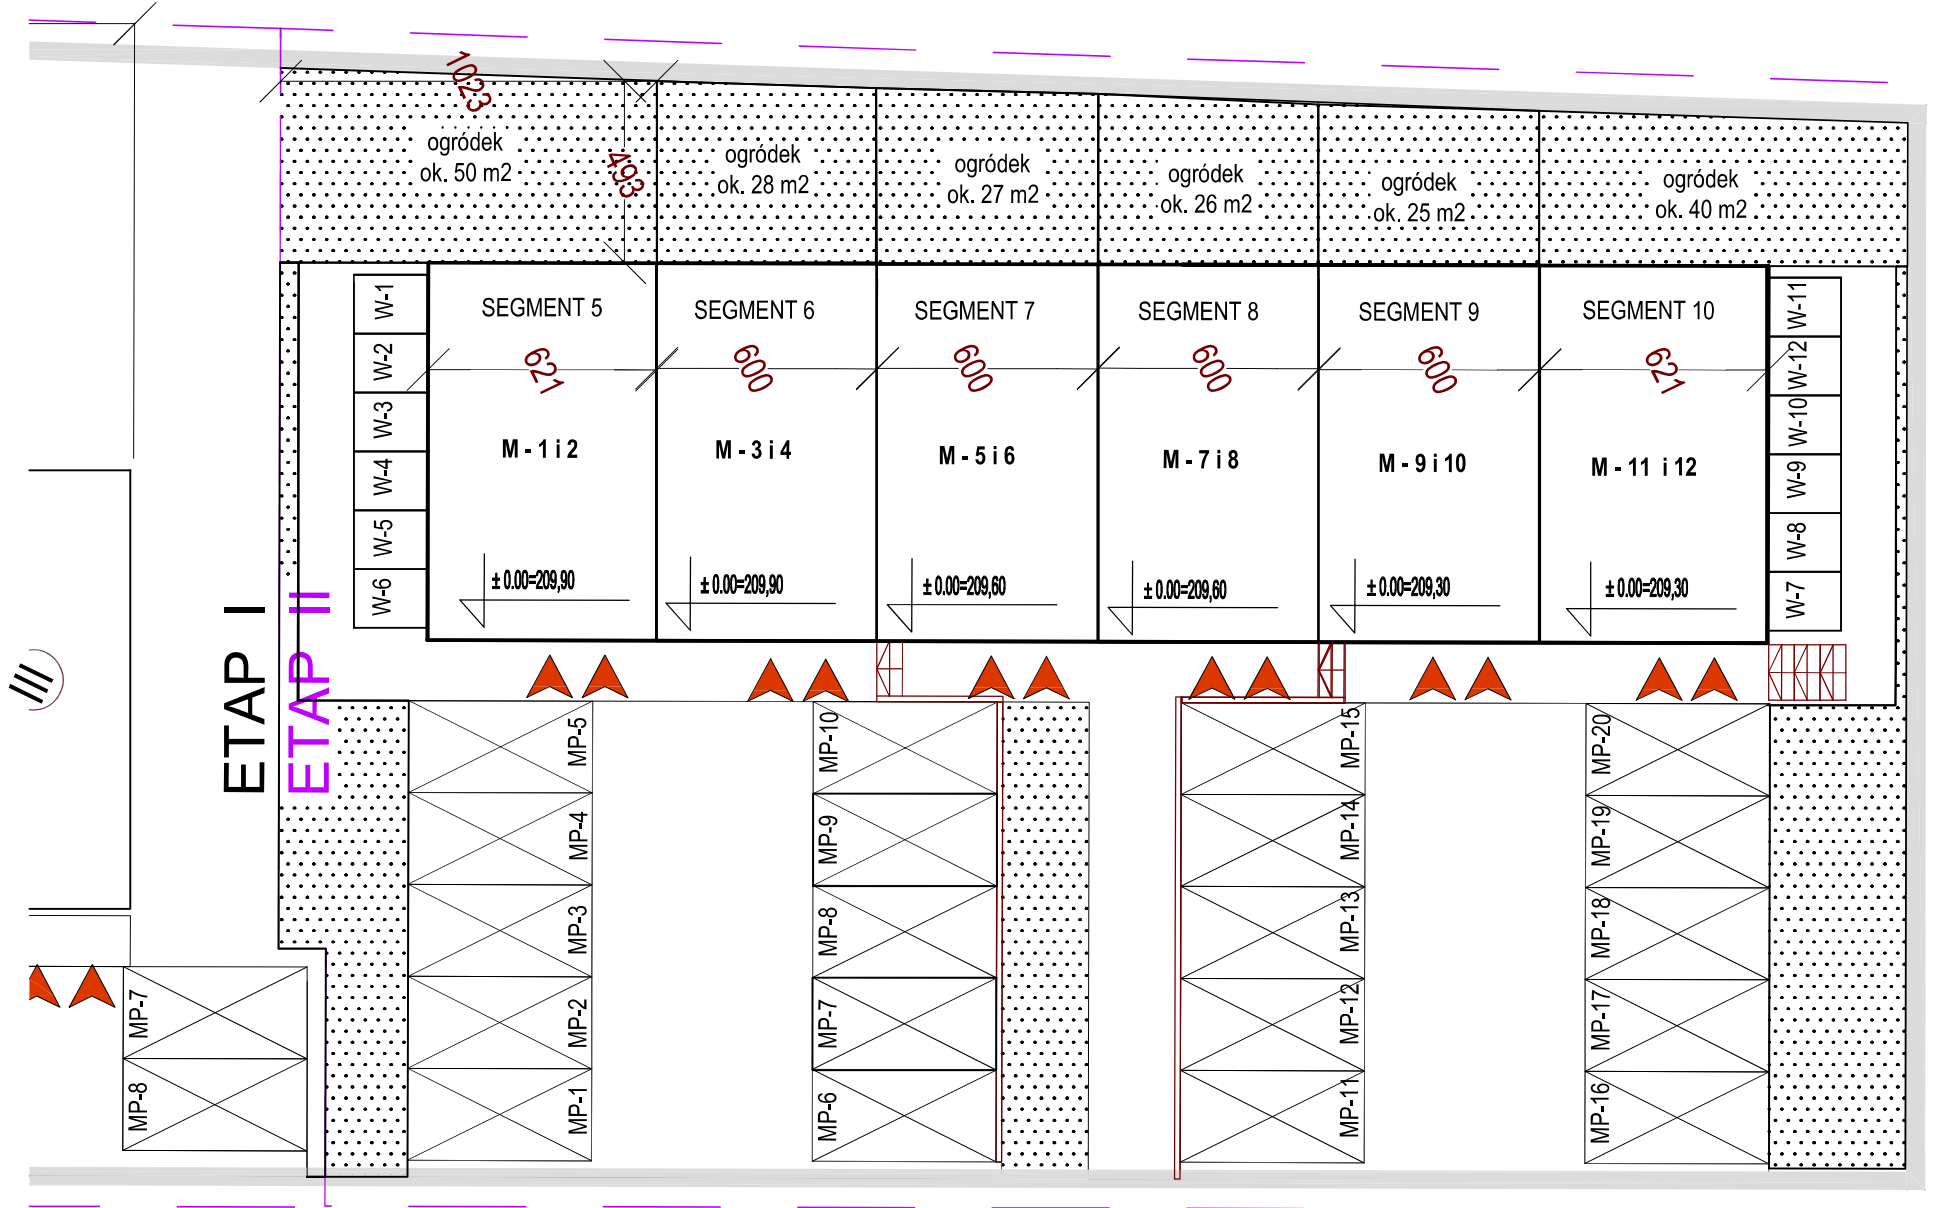 1023
493
ogródek
ok. 50 m2
ogródek
ok. 28 m2
ogródek
ok. 27 m2
ogródek
ok. 26 m2
ogródek
ok. 25 m2
ogródek
ok. 40 m2
W-1
W-2
W-3
W-4
W-5
W-6
SEGMENT 5
SEGMENT 6
SEGMENT 7
SEGMENT 8
SEGMENT 9
SEGMENT 10
621
600
600
600
600
621
M - 1 i 2
M - 3 i 4
M - 5 i 6
M - 7 i 8
M - 9 i 10
M - 11 i 12
± 0.00=209,90
± 0.00=209,90
± 0.00=209,60
± 0.00=209,60
± 0.00=209,30
± 0.00=209,30
W-11
W-12
W-10
W-9
W-8
W-7
III
ETAP I
ETAP II
MP-5
MP-4
MP-3
MP-2
MP-1
MP-10
MP-9
MP-8
MP-7
MP-6
MP-15
MP-14
MP-13
MP-12
MP-11
MP-20
MP-19
MP-18
MP-17
MP-16
MP-7
MP-8